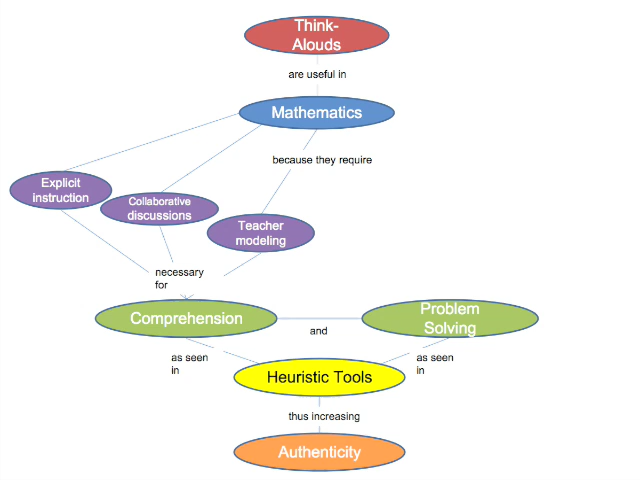 Think-
Alouds
are useful in
Mathematics
because they require
Explicit
instruction
Collaborative
discussions
Teacher
modeling
necessary
for
Comprehension
and
Problem
Solving
as seen
in
as seen
in
Heuristic Tools
thus increasing
Authenticity